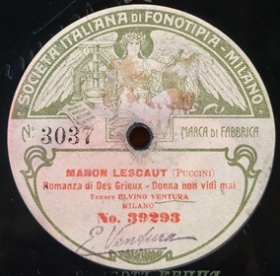 SOCIETÀ ITALIANA DI FONOTIPIA - MILANO
Nº 3037
MARCA DI FABBRICA
MANON LESCAUT (PUCCINI)
Romanza di Des Grieux - Donna non vidi mai
Tenore ELVINO VENTURA
MILANO
No. 39293
E. Ventura